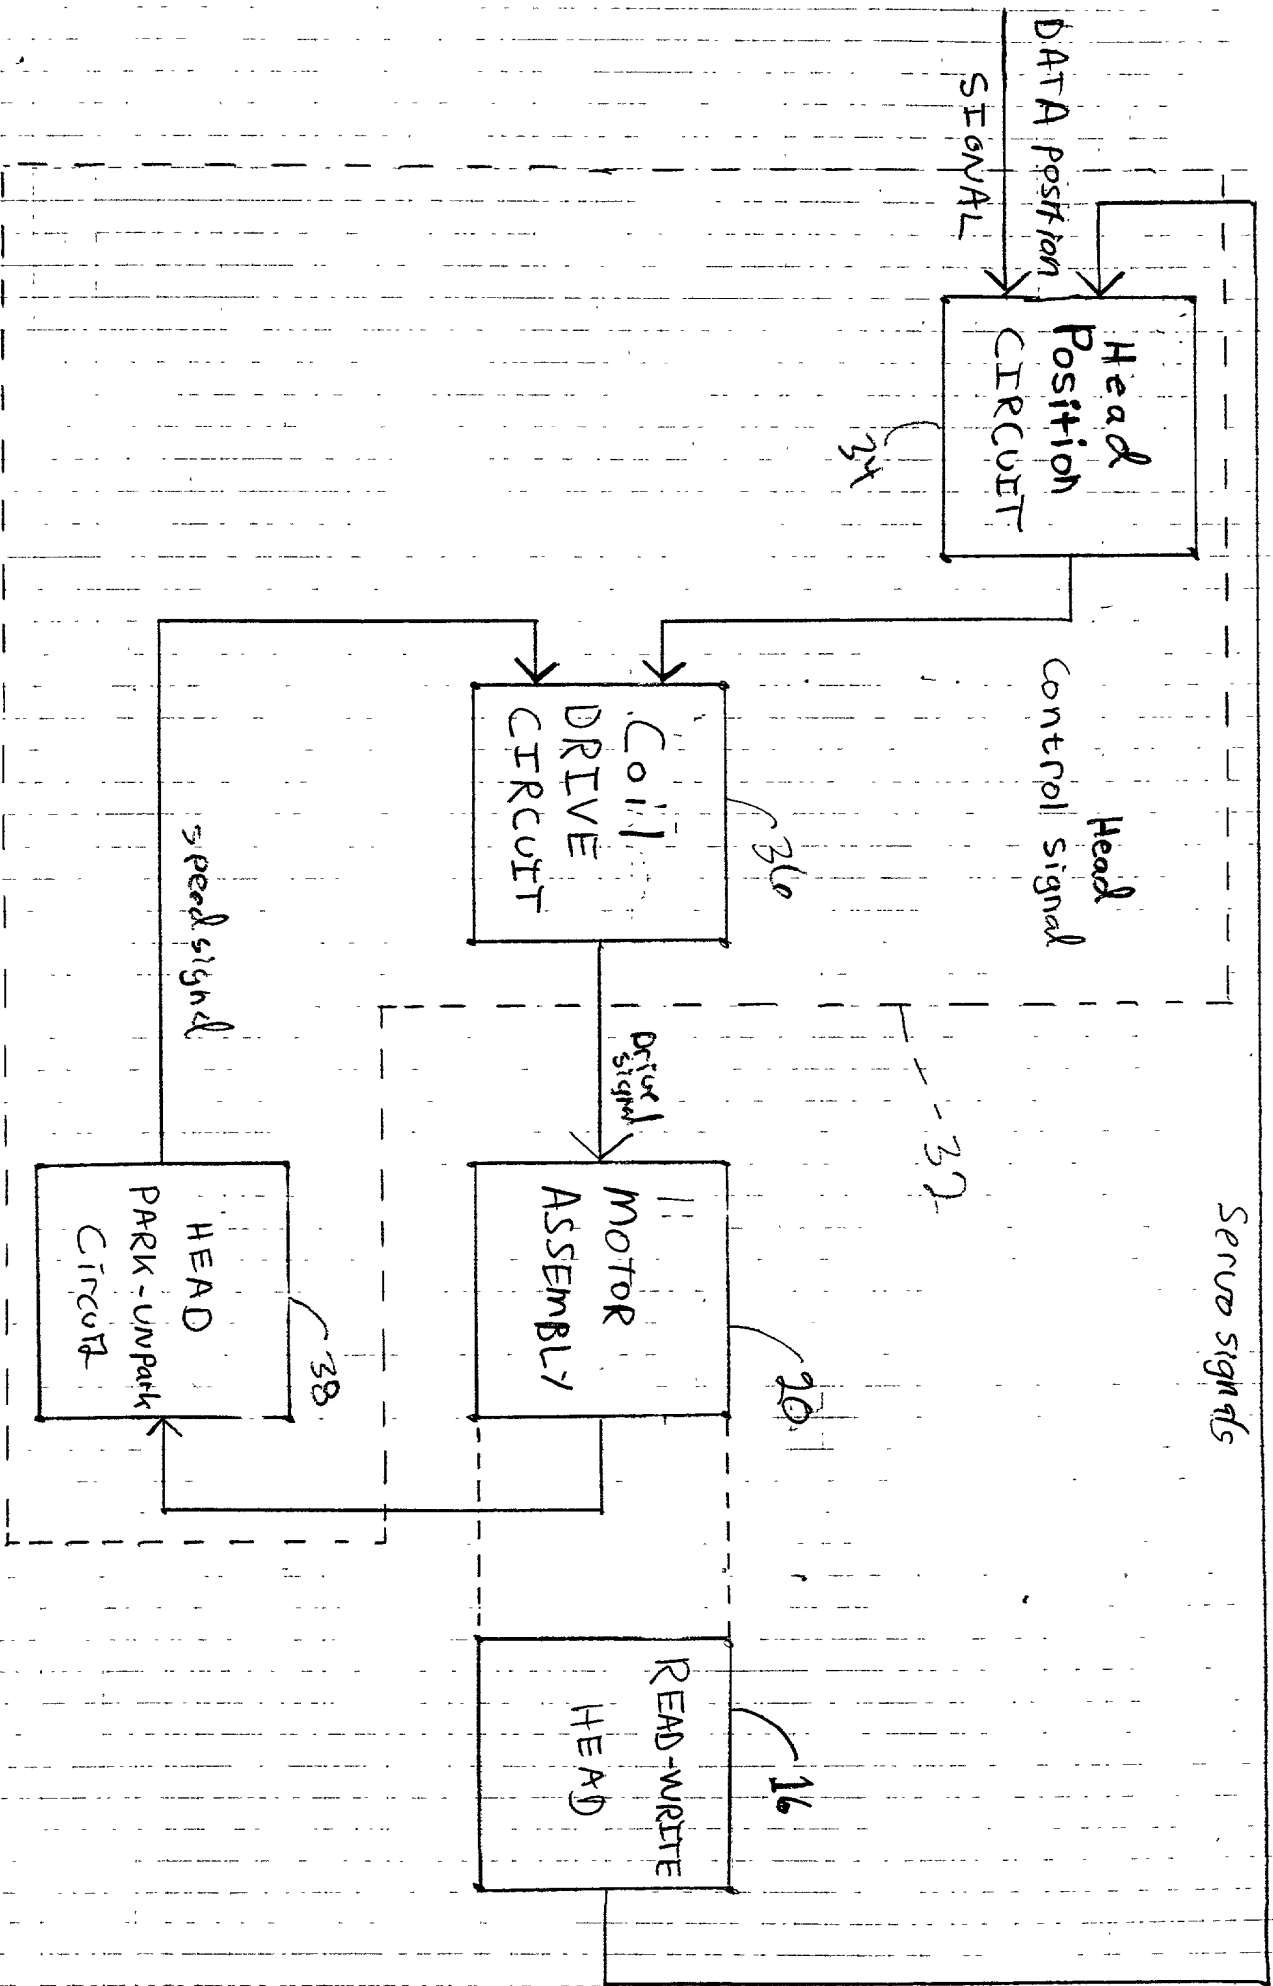 Servo signals
DATA position
SIGNAL
Head
Position
CIRCUIT
34
Head
Control signal
Coil
DRIVE
CIRCUIT
36
Drive
signal
32
MOTOR
ASSEMBLY
20
READ-WRITE
HEAD
16
speed signal
HEAD
PARK-UNPark
Circuit
38